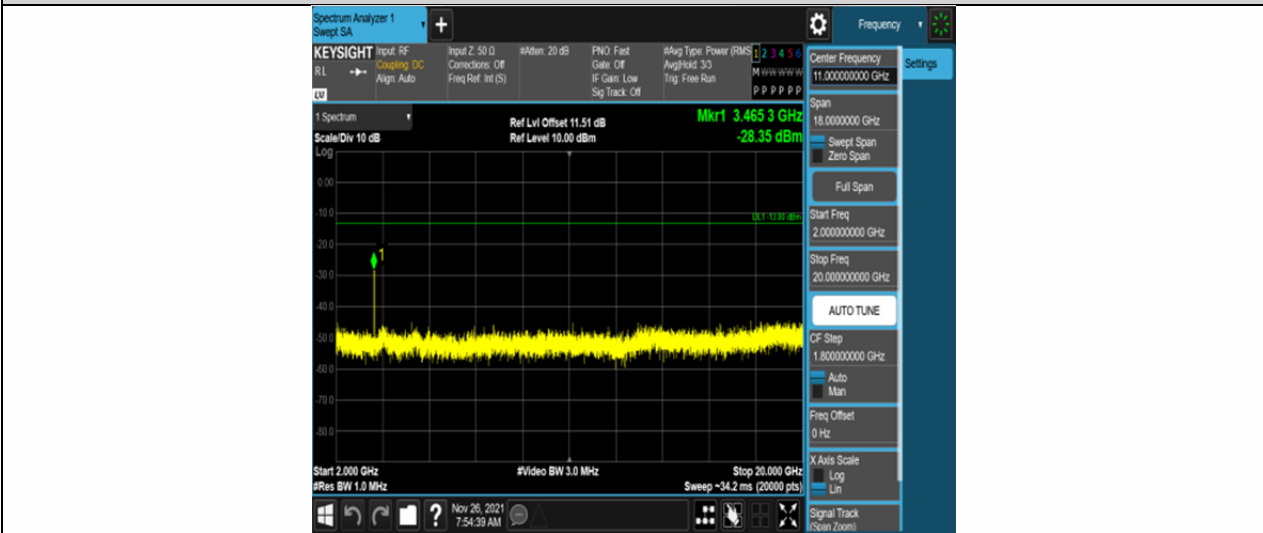 Spectrum Analyzer 1
Swept SA
+
Frequency
KEYSIGHT
RL
LV
Input: RF
Coupling: DC
Align: Auto
Input Z: 50 Ω
Corrections: Off
Freq Ref: Int (S)
#Atten: 20 dB
PNO: Fast
Gate: Off
IF Gain: Low
Sig Track: Off
#Avg Type: Power (RMS
Avg|Hold: 3/3
Trig: Free Run
1 2 3 4 5 6
M W W W W W
P P P P P P
1 Spectrum
Scale/Div 10 dB
Log
Ref Lvl Offset 11.51 dB
Ref Level 10.00 dBm
Mkr1 3.465 3 GHz
-28.35 dBm
0.00
-10.0
-20.0
-30.0
-40.0
-50.0
-60.0
-70.0
-80.0
DL1 -13.00 dBm
1
Start 2.000 GHz
#Res BW 1.0 MHz
#Video BW 3.0 MHz
Stop 20.000 GHz
Sweep ~34.2 ms (20000 pts)
Nov 26, 2021
7:54:39 AM
Center Frequency
11.000000000 GHz
Settings
Span
18.0000000 GHz
Swept Span
Zero Span
Full Span
Start Freq
2.000000000 GHz
Stop Freq
20.000000000 GHz
AUTO TUNE
CF Step
1.800000000 GHz
Auto
Man
Freq Offset
0 Hz
X Axis Scale
Log
Lin
Signal Track
(Span Zoom)